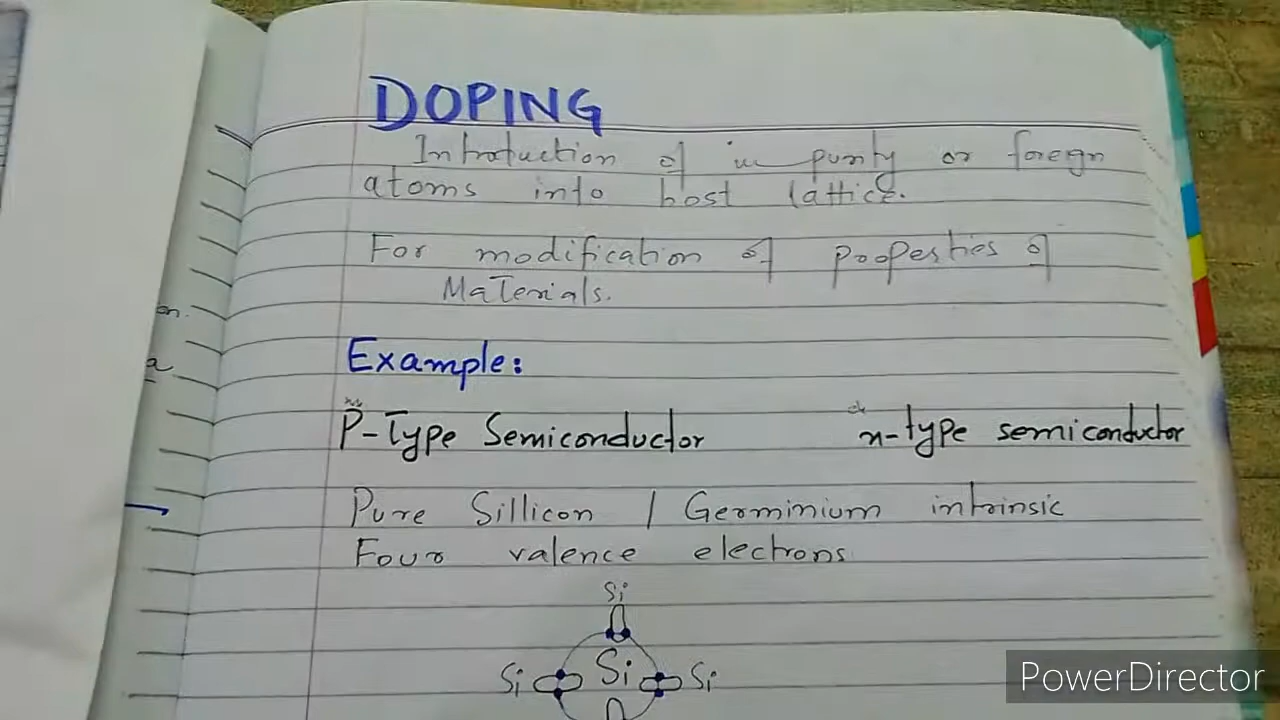 DOPING
Introduction of impurity or foreign
atoms into host lattice.
For modification of properties of
Materials.
Example:
P-Type Semiconductor n-type semiconductor
Pure Sillicon / Germinium intrinsic
Four valence electrons
Si
Si Si Si
on.
a
PowerDirector